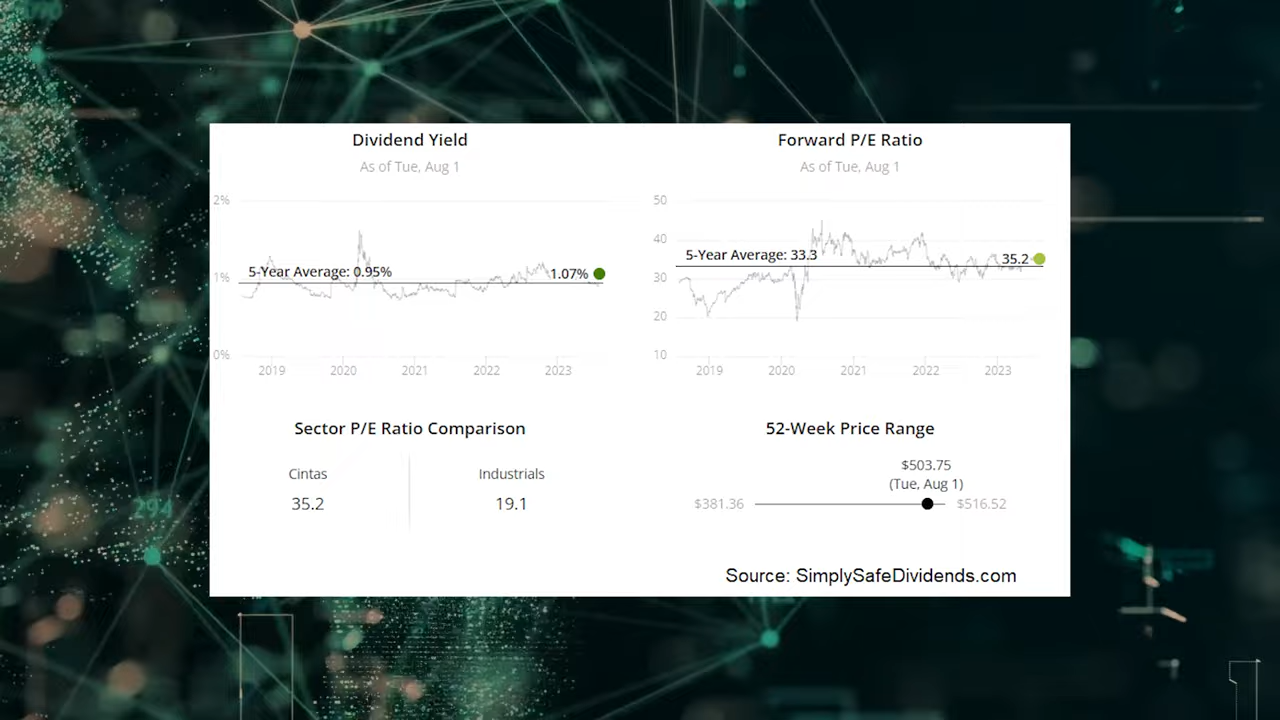 Dividend Yield
As of Tue, Aug 1
2%
5-Year Average: 0.95%
1.07%
1%
0%
2019 2020 2021 2022 2023
Forward P/E Ratio
As of Tue, Aug 1
50
40
5-Year Average: 33.3
35.2
30
20
10
2019 2020 2021 2022 2023
Sector P/E Ratio Comparison
Cintas Industrials
35.2 19.1
52-Week Price Range
$503.75
(Tue, Aug 1)
$381.36 $516.52
Source: SimplySafeDividends.com
294